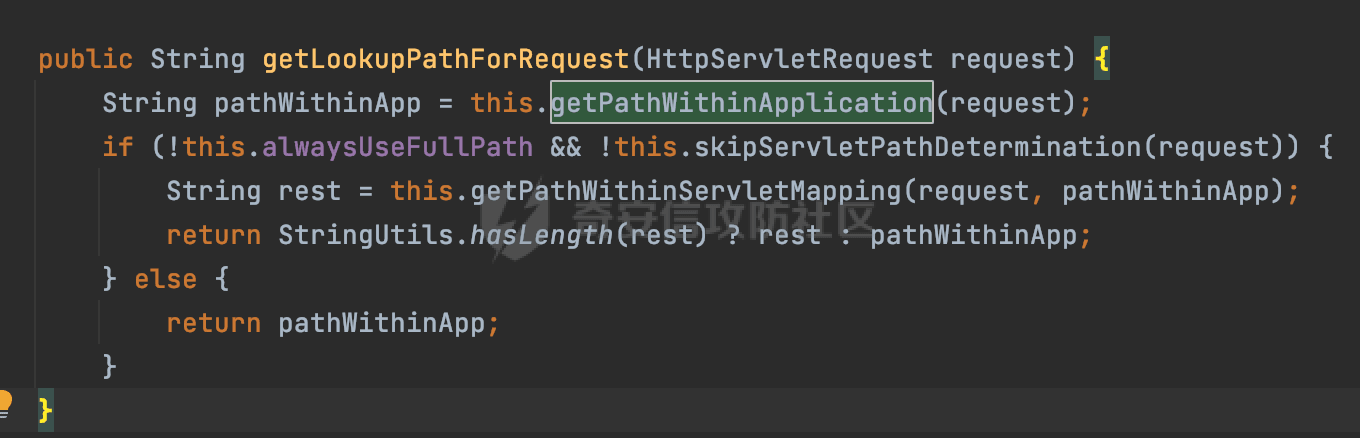 public String getLookupPathForRequest(HttpServletRequest request) {
    String pathWithinApp = this.getPathWithinApplication(request);
    if (!this.alwaysUseFullPath && !this.skipServletPathDetermination(request)) {
        String rest = this.getPathWithinServletMapping(request, pathWithinApp);
奇安信攻防社区
        return StringUtils.hasLength(rest) ? rest : pathWithinApp;
    } else {
        return pathWithinApp;
    }
}